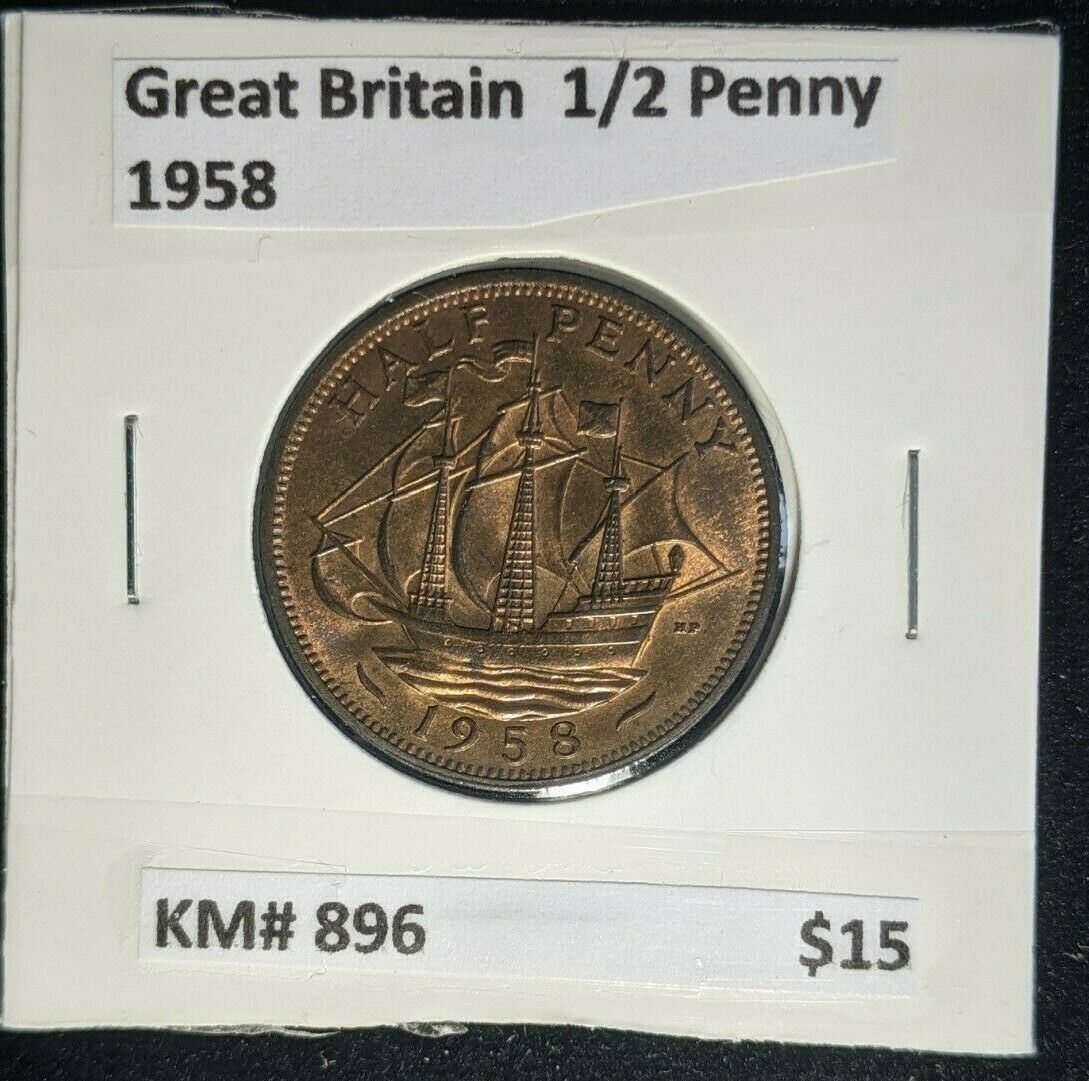 Great Britain 1/2 Penny
1958
HALF PENNY
HP
1958
KM# 896 $15